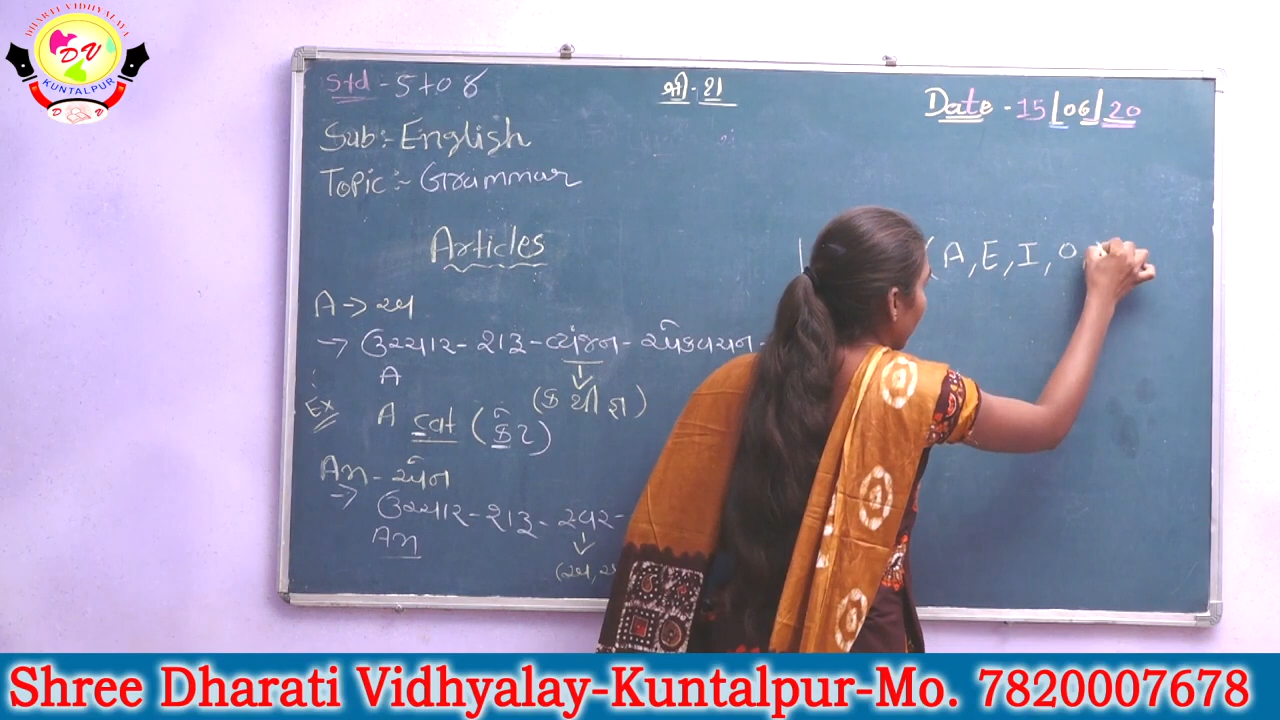 DHARATI VIDHYALAYA
DV
KUNTALPUR
D V
Std - 5 to 8
શ્રી ૧ા
Date - 15/06/20
Sub:- English
Topic:- Grammar
Articles
(A, E, I, O,
A → અ
→ ઉચ્ચાર - શરૂ - વ્યંજન - એકવચન -
A
(ક થી જ્ઞ)
Ex
A cat (કેટ)
An - એન
→ ઉચ્ચાર - શરૂ - સ્વર -
An
(અ,
Shree Dharati Vidhyalay-Kuntalpur-Mo. 7820007678